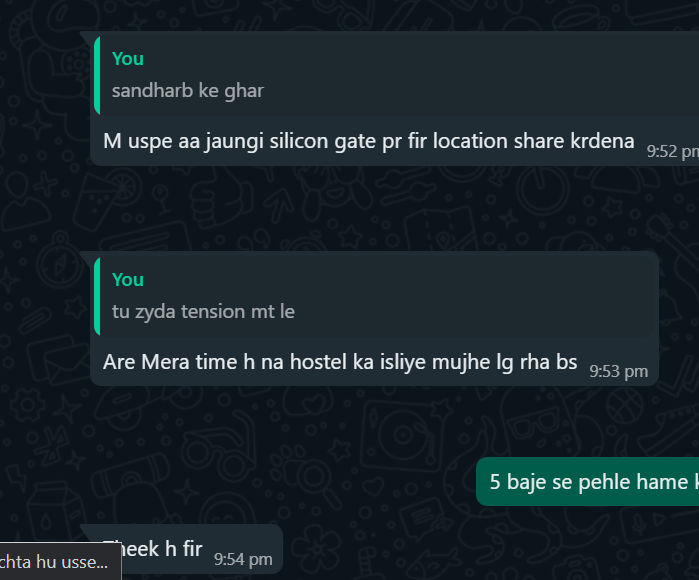 You
sandharb ke ghar
M uspe aa jaungi silicon gate pr fir location share krdena
9:52 pm
You
tu zyda tension mt le
Are Mera time h na hostel ka isliye mujhe lg rha bs
9:53 pm
5 baje se pehle hame
Theek h fir
9:54 pm
chta hu usse...